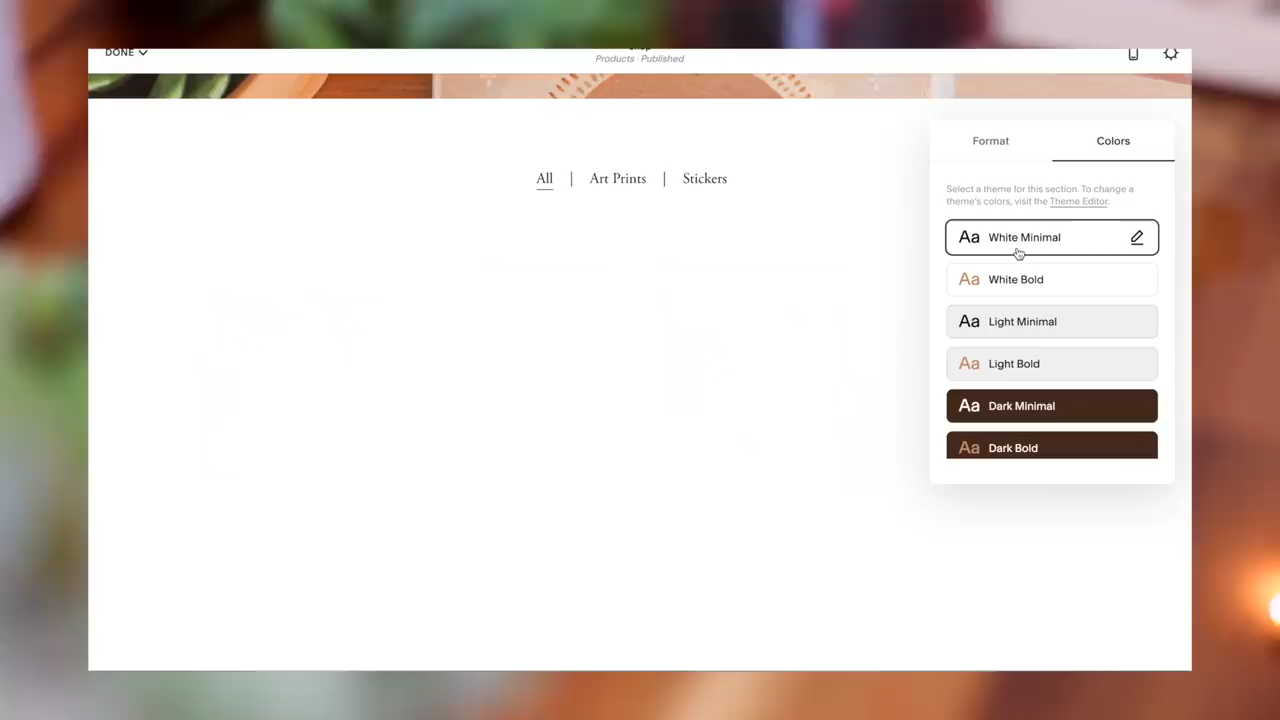 DONE
Products · Published
Format
Colors
All | Art Prints | Stickers
Select a theme for this section. To change a
theme's colors, visit the Theme Editor.
Aa White Minimal
Aa White Bold
Aa Light Minimal
Aa Light Bold
Aa Dark Minimal
Aa Dark Bold